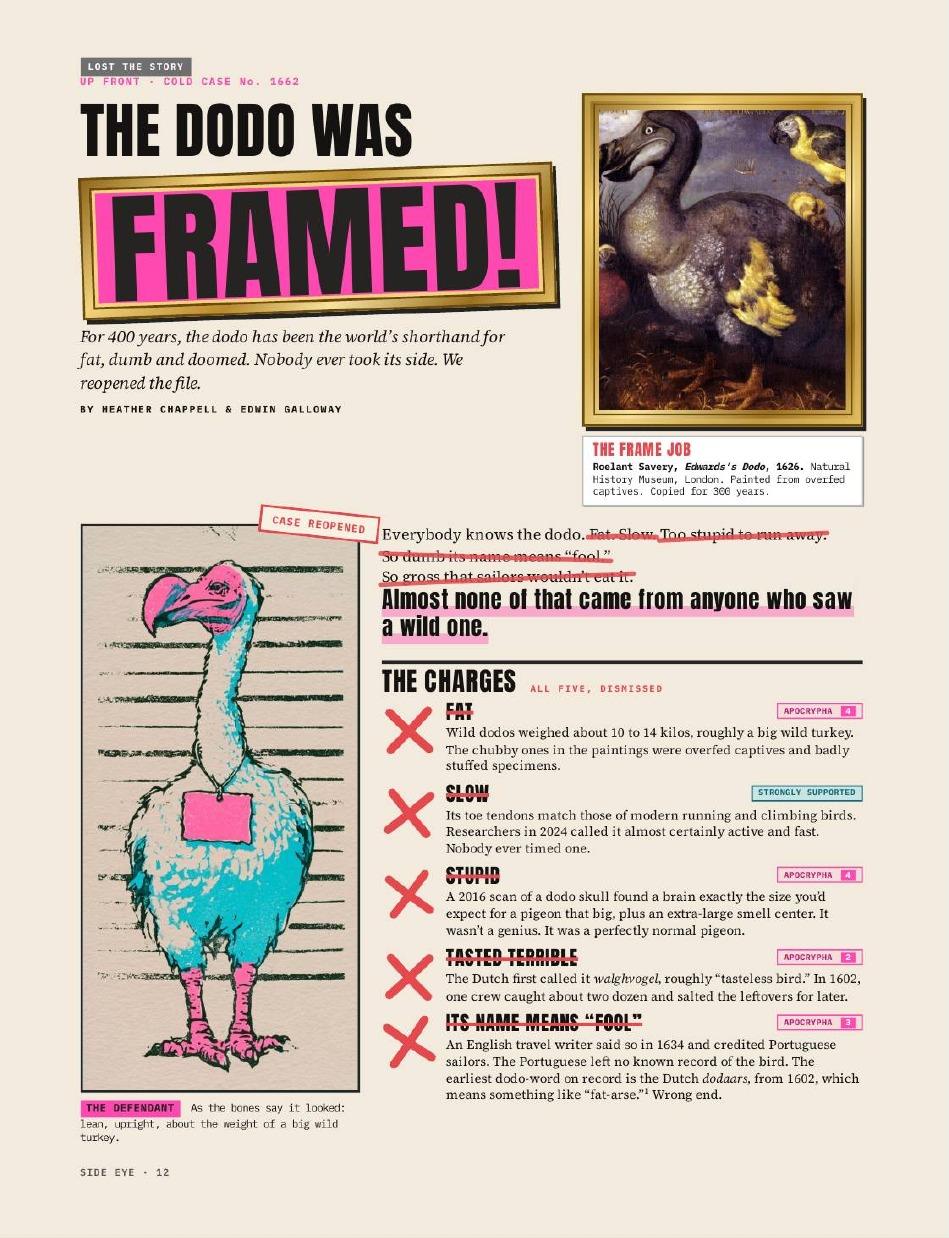 LOST THE STORY
UP FRONT · COLD CASE No. 1662
THE DODO WAS
FRAMED!
For 400 years, the dodo has been the world's shorthand for
fat, dumb and doomed. Nobody ever took its side. We
reopened the file.
BY HEATHER CHAPPELL & EDWIN GALLOWAY
THE FRAME JOB
Roelant Savery, Edwards's Dodo, 1626. Natural
History Museum, London. Painted from overfed
captives. Copied for 300 years.
CASE REOPENED
Everybody knows the dodo. Fat. Slow. Too stupid to run away.
So dumb its name means “fool.”
So gross that sailors wouldn't eat it.
Almost none of that came from anyone who saw
a wild one.
THE CHARGES ALL FIVE, DISMISSED
FAT APOCRYPHA 4
Wild dodos weighed about 10 to 14 kilos, roughly a big wild turkey.
The chubby ones in the paintings were overfed captives and badly
stuffed specimens.
SLOW STRONGLY SUPPORTED
Its toe tendons match those of modern running and climbing birds.
Researchers in 2024 called it almost certainly active and fast.
Nobody ever timed one.
STUPID APOCRYPHA 4
A 2016 scan of a dodo skull found a brain exactly the size you'd
expect for a pigeon that big, plus an extra-large smell center. It
wasn't a genius. It was a perfectly normal pigeon.
TASTED TERRIBLE APOCRYPHA 2
The Dutch first called it walghvogel, roughly “tasteless bird.” In 1602,
one crew caught about two dozen and salted the leftovers for later.
ITS NAME MEANS “FOOL” APOCRYPHA 3
An English travel writer said so in 1634 and credited Portuguese
sailors. The Portuguese left no known record of the bird. The
earliest dodo-word on record is the Dutch dodaars, from 1602, which
means something like “fat-arse.”¹ Wrong end.
THE DEFENDANT As the bones say it looked:
lean, upright, about the weight of a big wild
turkey.
SIDE EYE · 12